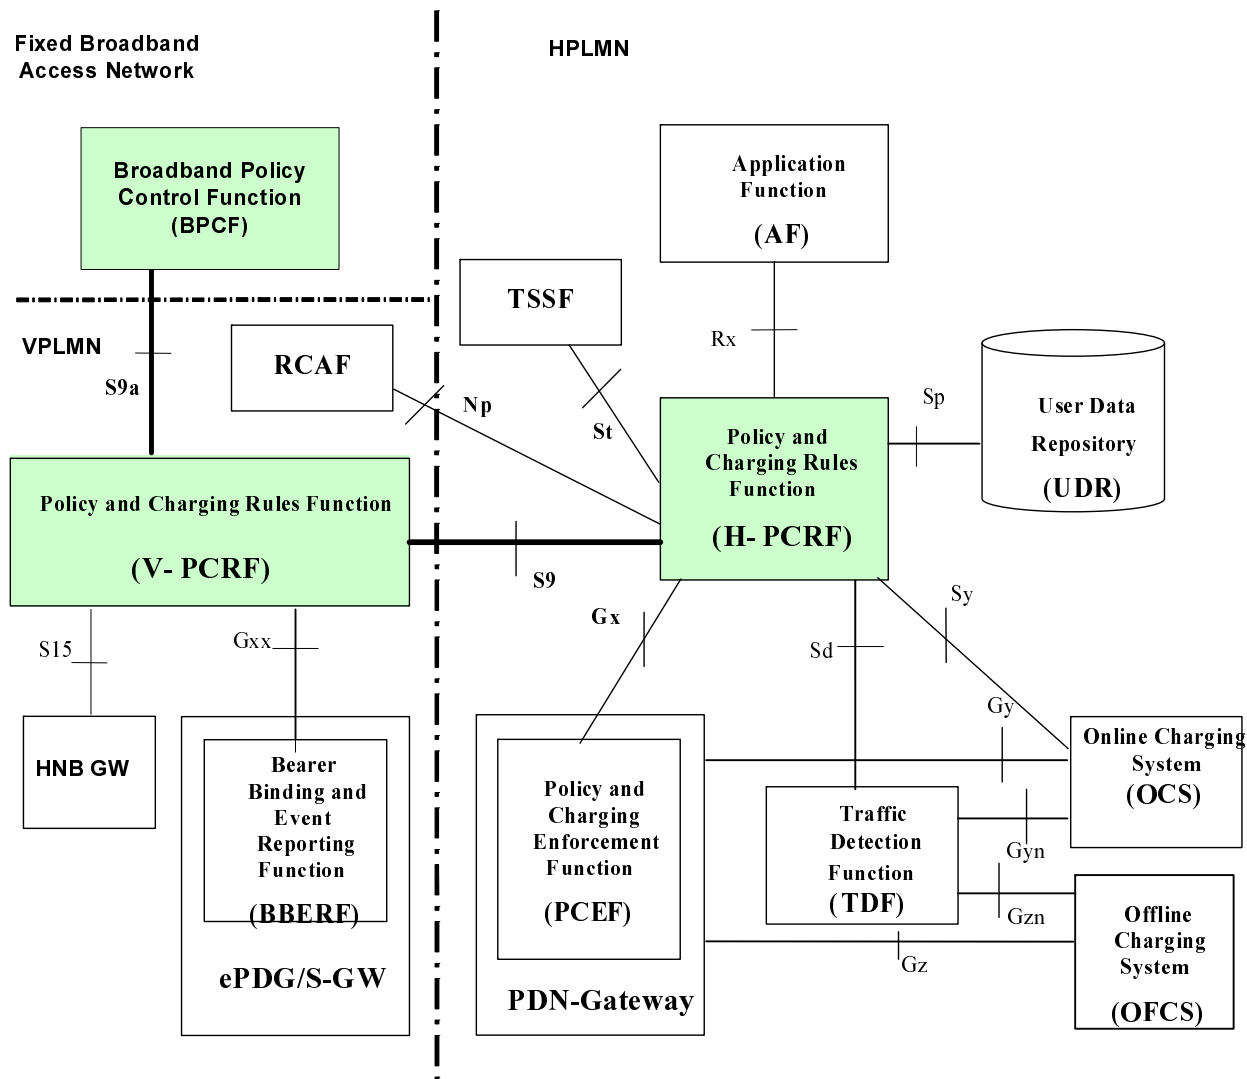 Fixed Broadband
Access Network
HPLMN
Broadband Policy
Control Function
(BPCF)
Application
Function
(AF)
TSSF
VPLMN
RCAF
Rx
S9a
Np
St
Sp
User Data
Repository
(UDR)
Policy and
Charging Rules
Function
(H- PCRF)
Policy and Charging Rules Function
(V- PCRF)
S9
S15
Gxx
Gx
Sd
Sy
Gy
HNB GW
Bearer
Binding and
Event
Reporting
Function
(BBERF)
ePDG/S-GW
Policy and
Charging
Enforcement
Function
(PCEF)
PDN-Gateway
Traffic
Detection
Function
(TDF)
Online Charging
System
(OCS)
Gyn
Gzn
Gz
Offline
Charging
System
(OFCS)